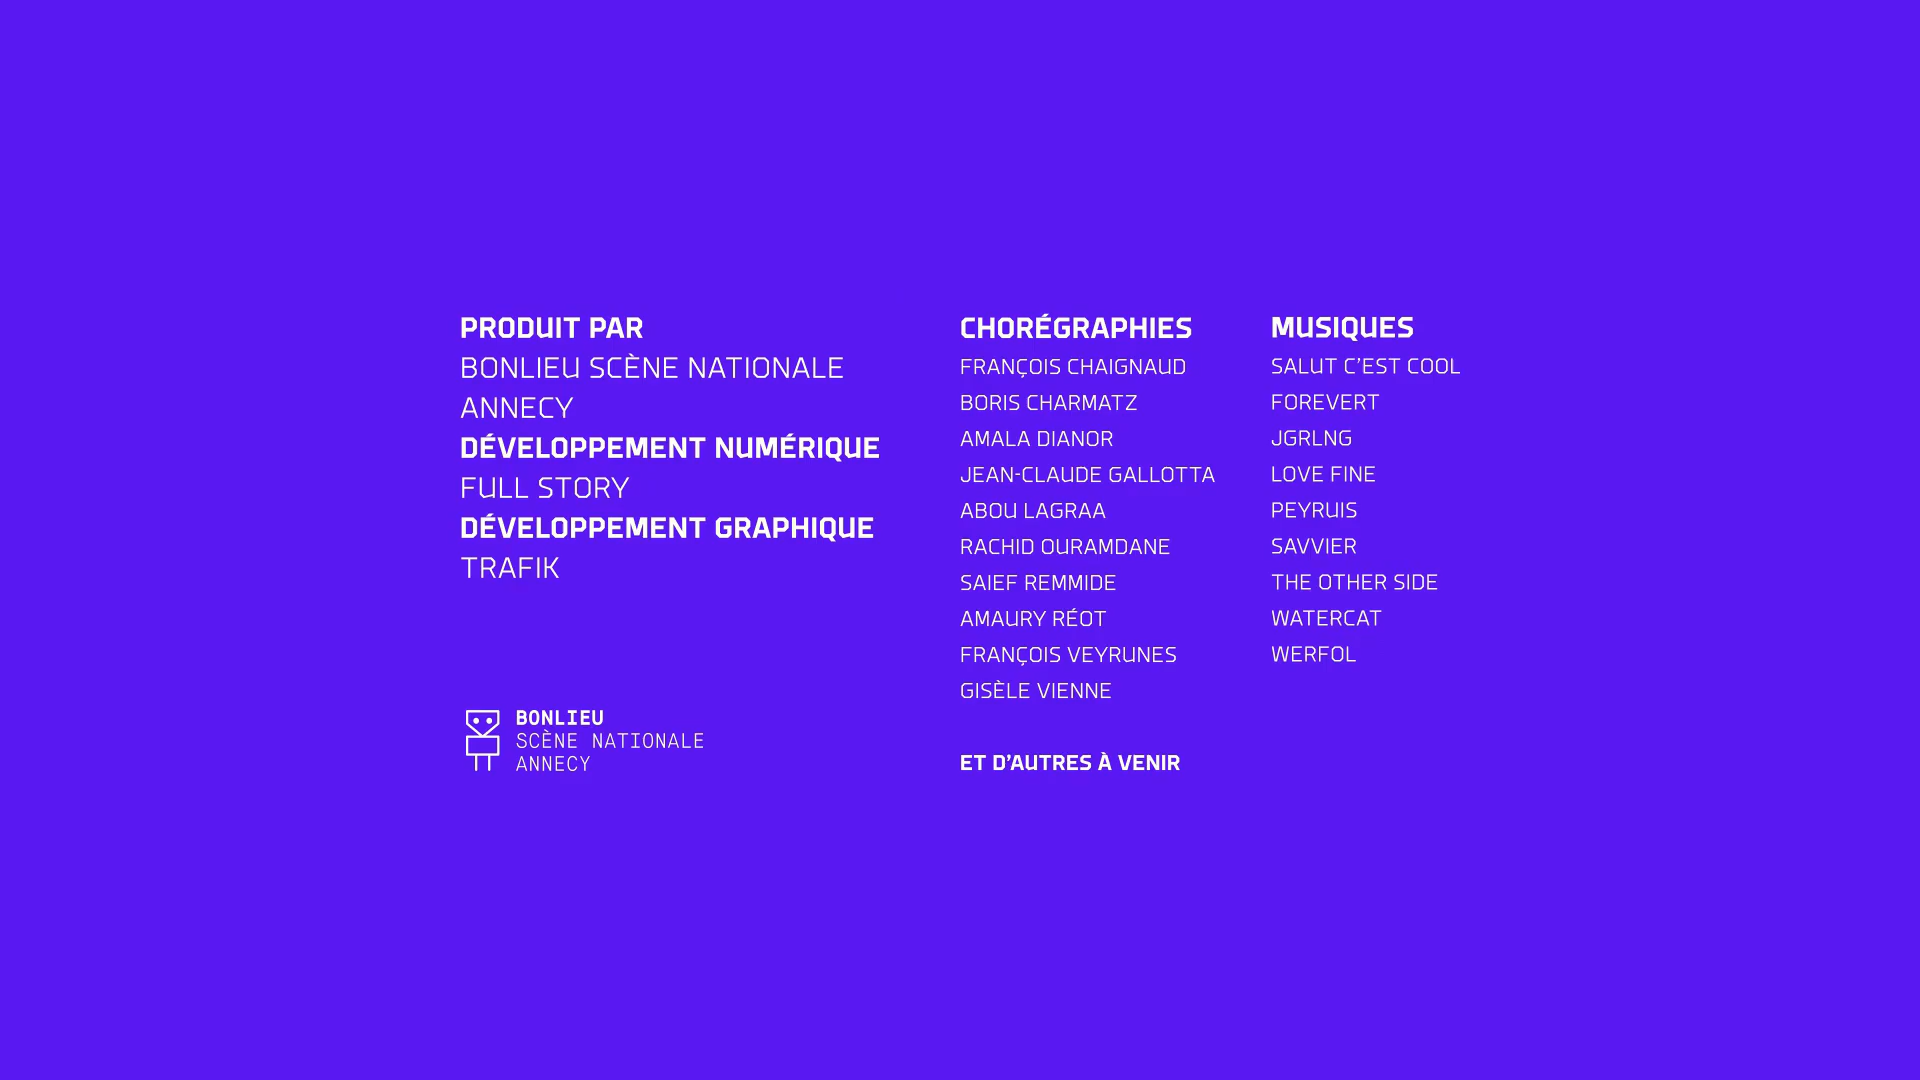 PRODUIT PAR
BONLIEU SCÈNE NATIONALE
ANNECY
DÉVELOPPEMENT NUMÉRIQUE
FULL STORY
DÉVELOPPEMENT GRAPHIQUE
TRAFIK
BONLIEU
SCÈNE NATIONALE
ANNECY
CHORÉGRAPHIES
FRANÇOIS CHAIGNAUD
BORIS CHARMATZ
AMALA DIANOR
JEAN-CLAUDE GALLOTTA
ABOU LAGRAA
RACHID OURAMDANE
SAIEF REMMIDE
AMAURY RÉOT
FRANÇOIS VEYRUNES
GISÈLE VIENNE
ET D’AUTRES À VENIR
MUSIQUES
SALUT C’EST COOL
FOREVERT
JGRLNG
LOVE FINE
PEYRUIS
SAVVIER
THE OTHER SIDE
WATERCAT
WERFOL